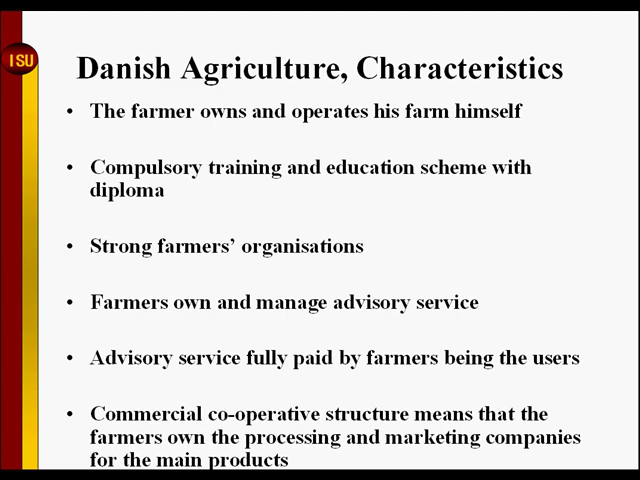 ISU
Danish Agriculture, Characteristics
• The farmer owns and operates his farm himself
• Compulsory training and education scheme with
diploma
• Strong farmers’ organisations
• Farmers own and manage advisory service
• Advisory service fully paid by farmers being the users
• Commercial co-operative structure means that the
farmers own the processing and marketing companies
for the main products